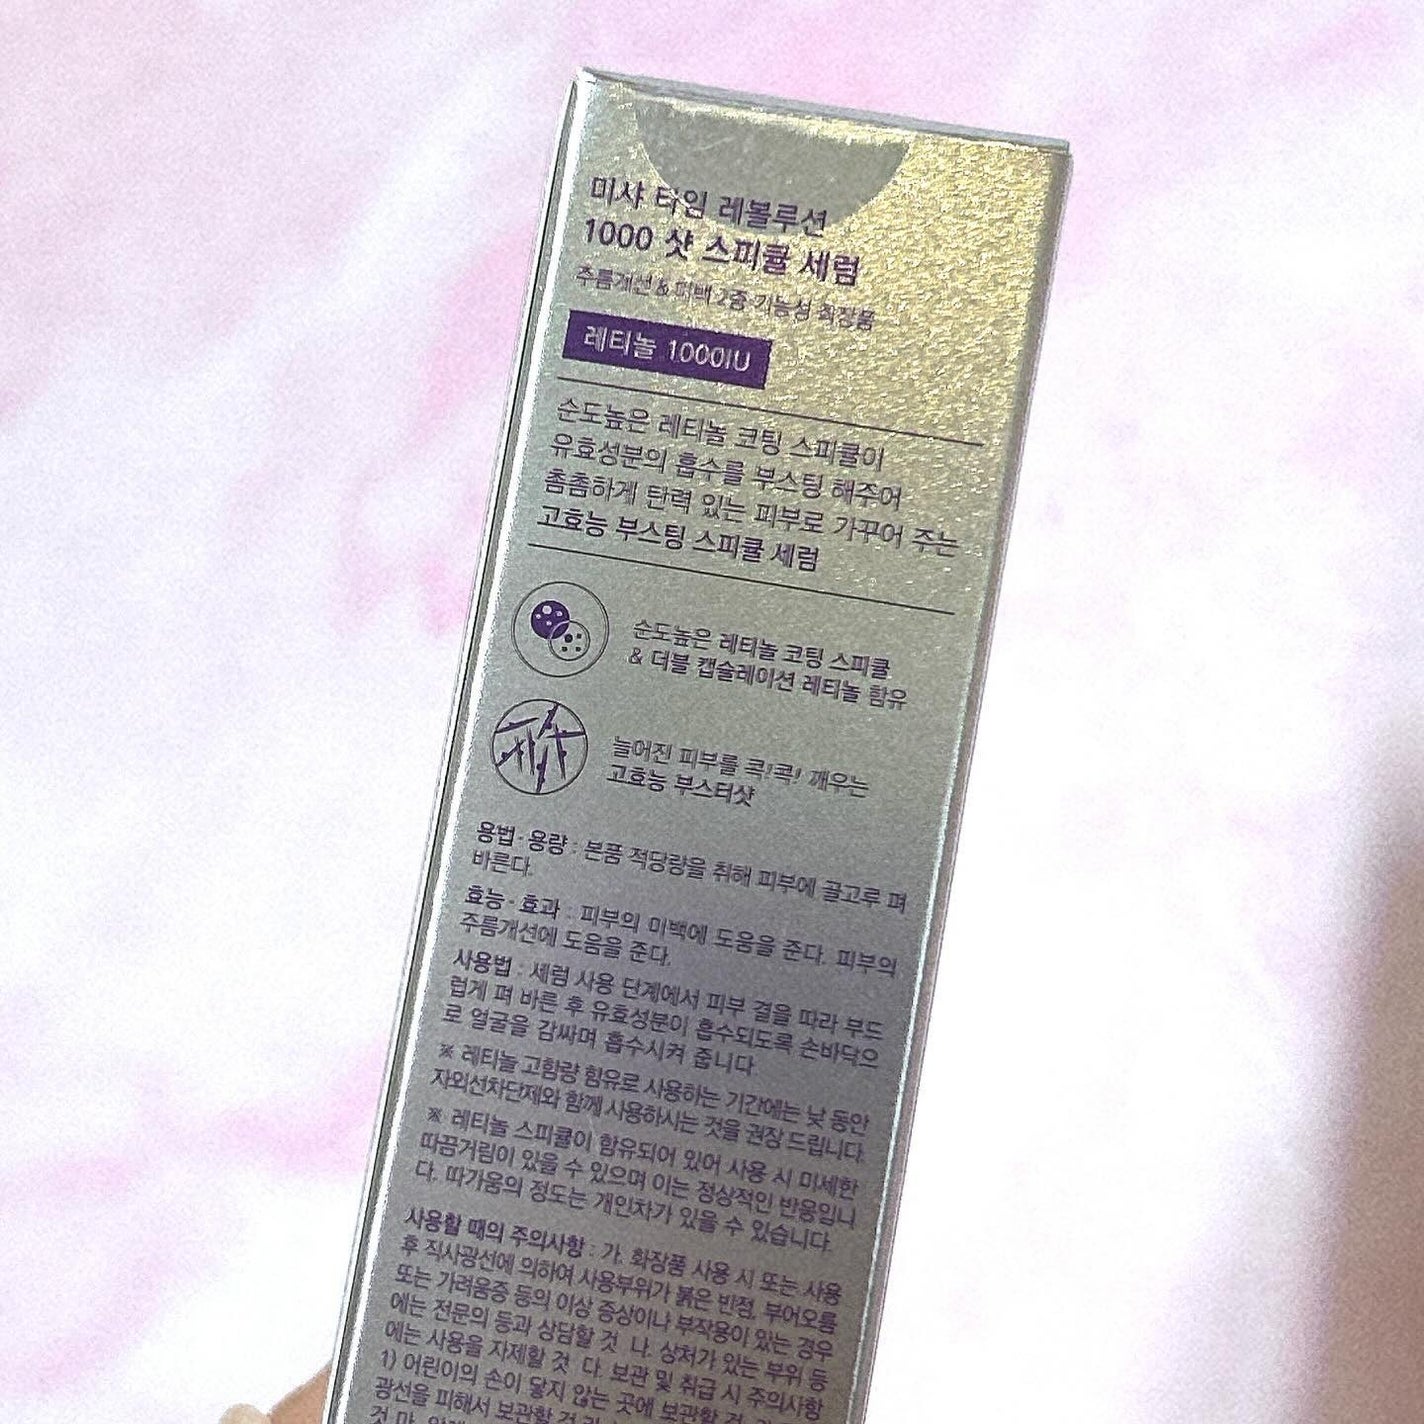 미샤 타임 레볼루션
1000 샷 스피큘 세럼
주름개선 & 미백 2중 기능성 화장품
레티놀 1000IU
순도높은 레티놀 코팅 스피큘이
유효성분의 흡수를 부스팅 해주어
촘촘하게 탄력 있는 피부로 가꾸어 주는
고효능 부스팅 스피큘 세럼
순도높은 레티놀 코팅 스피큘
& 더블 캡슐레이션 레티놀 함유
늘어진 피부를 콕!콕! 깨우는
고효능 부스터샷
용법·용량 : 본품 적당량을 취해 피부에 골고루 펴
바른다.
효능·효과 : 피부의 미백에 도움을 준다. 피부의
주름개선에 도움을 준다.
사용법 : 세럼 사용 단계에서 피부 결을 따라 부드
럽게 펴 바른 후 유효성분이 흡수되도록 손바닥으
로 얼굴을 감싸며 흡수시켜 줍니다.
※ 레티놀 고함량 함유로 사용하는 기간에는 낮 동안
자외선차단제와 함께 사용하시는 것을 권장 드립니다.
※ 레티놀 스피큘이 함유되어 있어 사용 시 미세한
따끔거림이 있을 수 있으며 이는 정상적인 반응입니
다. 따가움의 정도는 개인차가 있을 수 있습니다.
사용할 때의 주의사항 : 가. 화장품 사용 시 또는 사용
후 직사광선에 의하여 사용부위가 붉은 반점, 부어오름
또는 가려움증 등의 이상 증상이나 부작용이 있는 경우
에는 전문의 등과 상담할 것 나. 상처가 있는 부위 등
에는 사용을 자제할 것 다. 보관 및 취급 시 주의사항
1) 어린이의 손이 닿지 않는 곳에 보관할 것
광선을 피해서 보관할 것